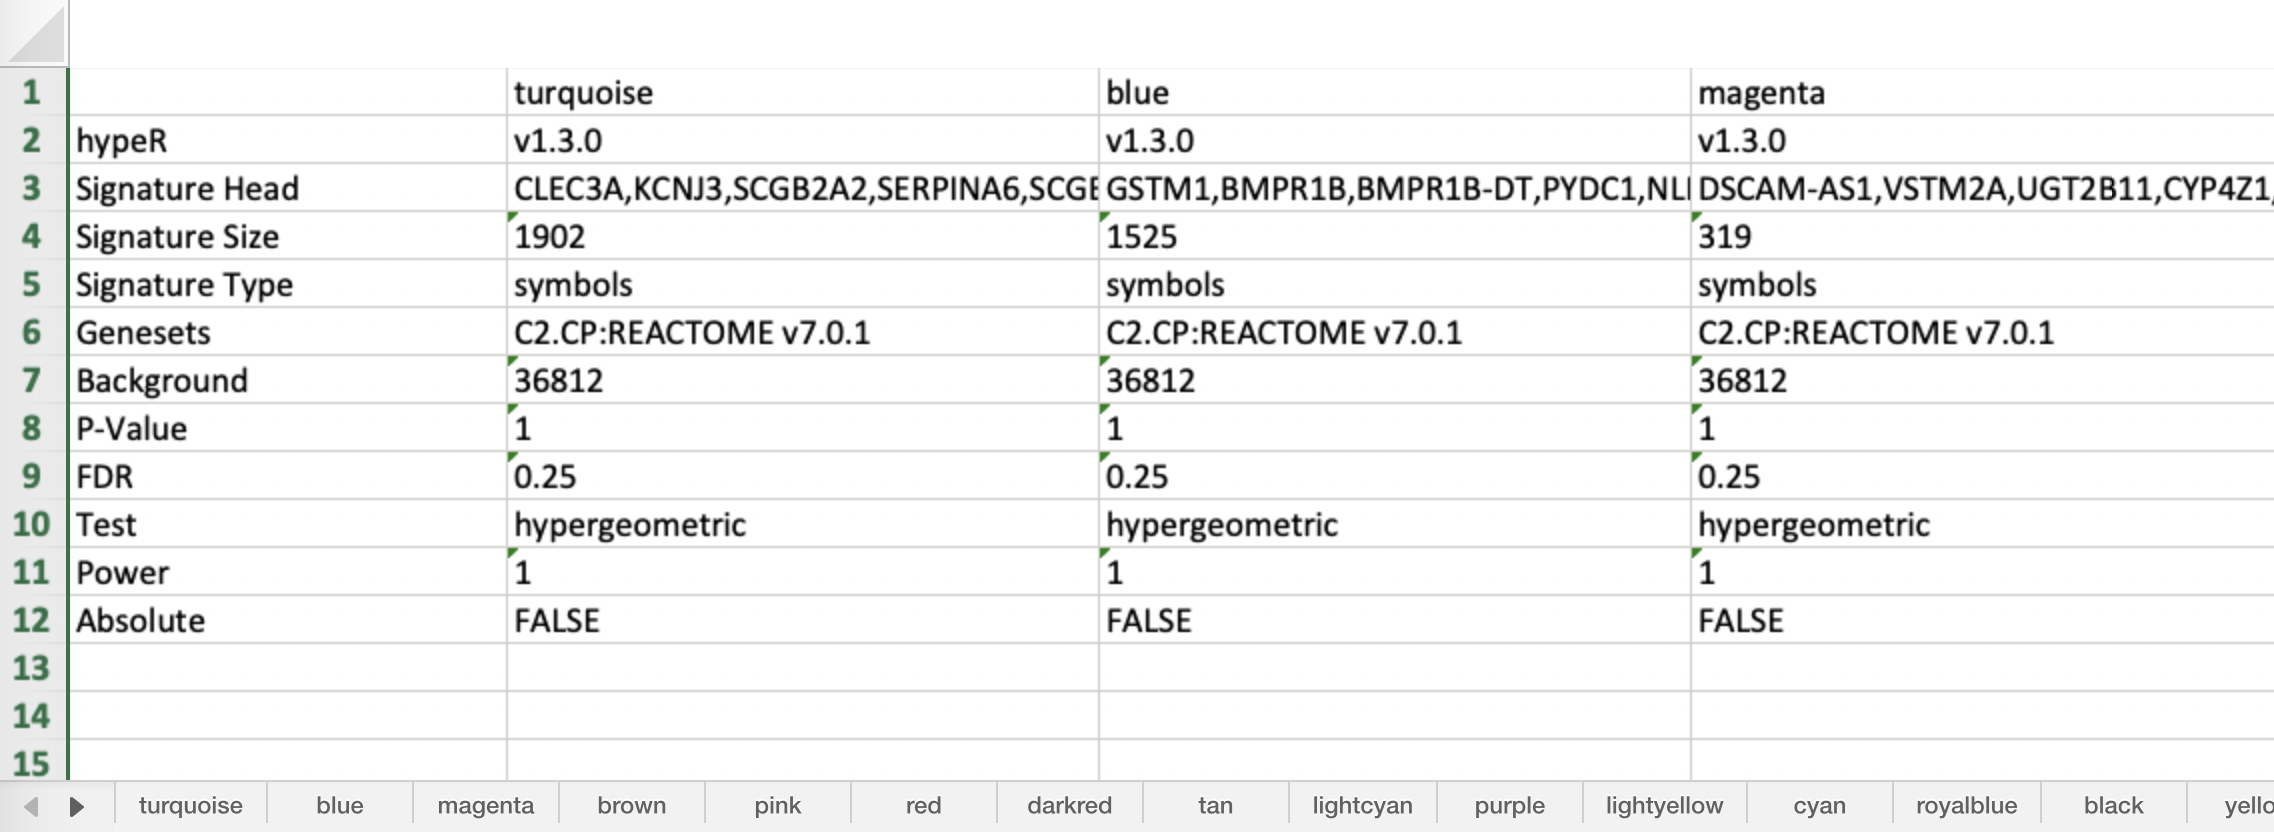 1 turquoise blue magenta
2 hypeR v1.3.0 v1.3.0 v1.3.0
3 Signature Head CLEC3A,KCNJ3,SCGB2A2,SERPINA6, GSTM1,BMPR1B,BMPR1B-DT,PYDC1, DSCAM-AS1,VSTM2A,UGT2B11,CYP4Z1,
4 Signature Size 1902 1525 319
5 Signature Type symbols symbols symbols
6 Genesets C2.CP:REACTOME v7.0.1 C2.CP:REACTOME v7.0.1 C2.CP:REACTOME v7.0.1
7 Background 36812 36812 36812
8 P-Value 1 1 1
9 FDR 0.25 0.25 0.25
10 Test hypergeometric hypergeometric hypergeometric
11 Power 1 1 1
12 Absolute FALSE FALSE FALSE
13
14
15
turquoise blue magenta brown pink red darkred tan lightcyan purple lightyellow cyan royalblue black yello